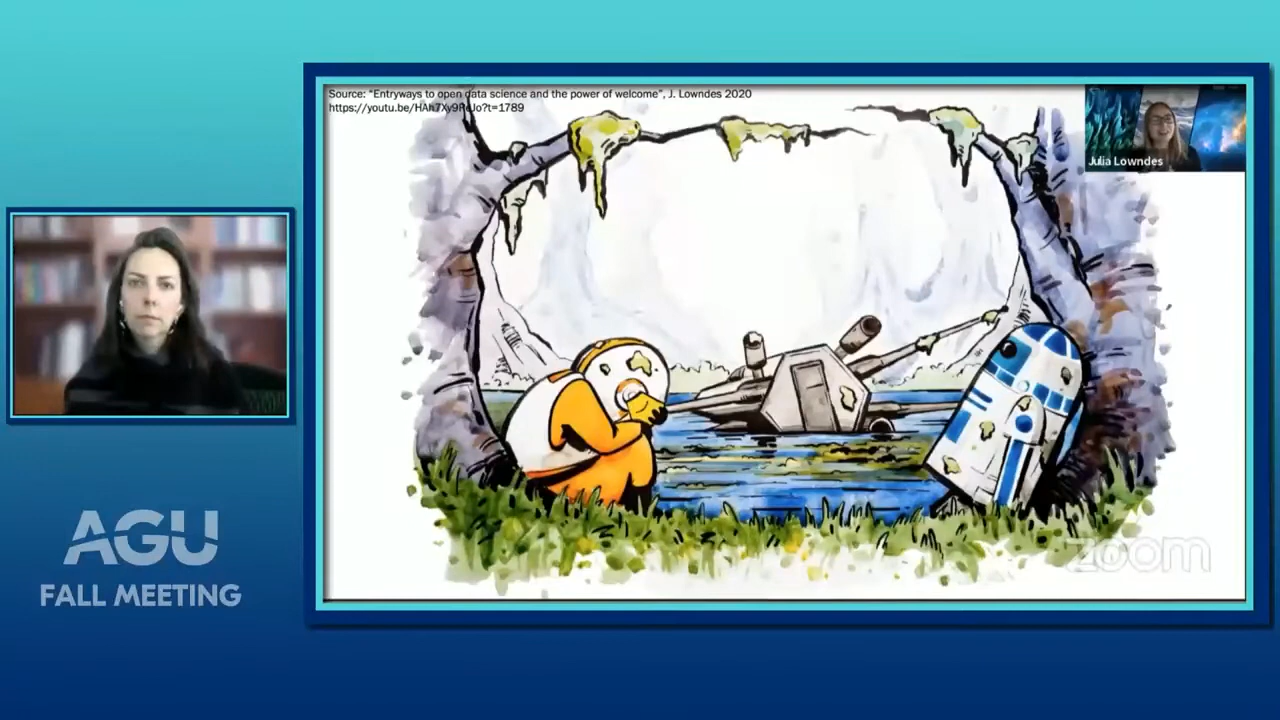 Source: "Entryways to open data science and the power of welcome", J. Lowndes 2020
Julia Lowndes
AGU
FALL MEETING
zoom